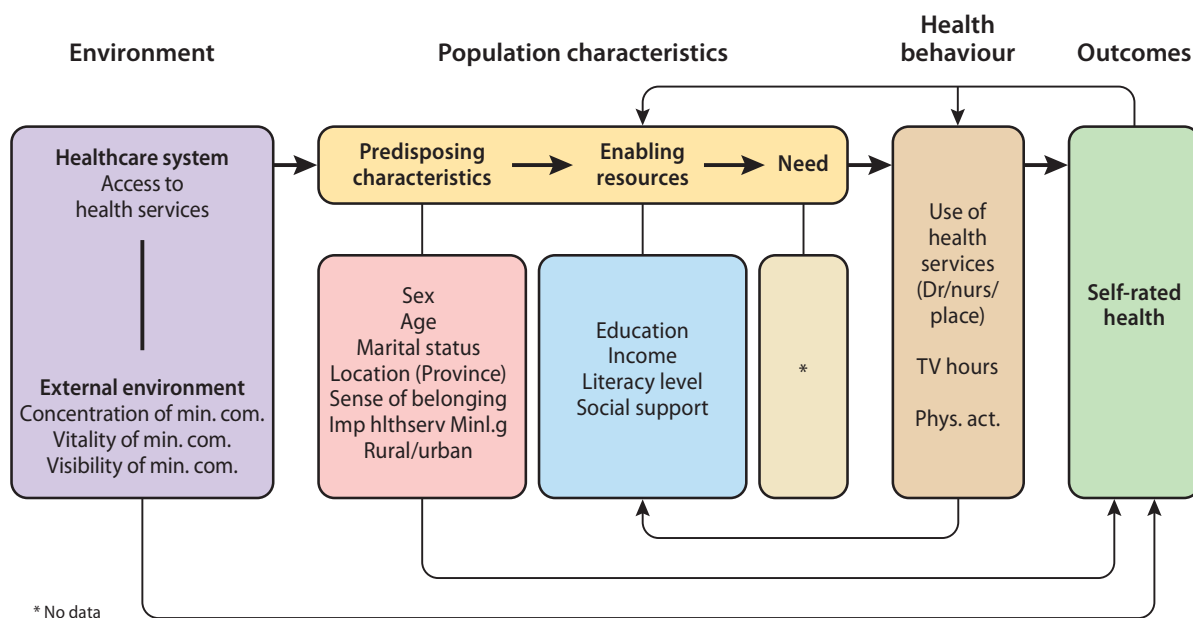 Environment
Population characteristics
Health
behaviour
Outcomes
Healthcare system
Access to
health services
External environment
Concentration of min. com.
Vitality of min. com.
Visibility of min. com.
Predisposing
characteristics
Enabling
resources
Need
Sex
Age
Marital status
Location (Province)
Sense of belonging
Imp hlthserv Minl.g
Rural/urban
Education
Income
Literacy level
Social support
*
Use of
health
services
(Dr/nurs/
place)
TV hours
Phys. act.
Self-rated
health
* No data